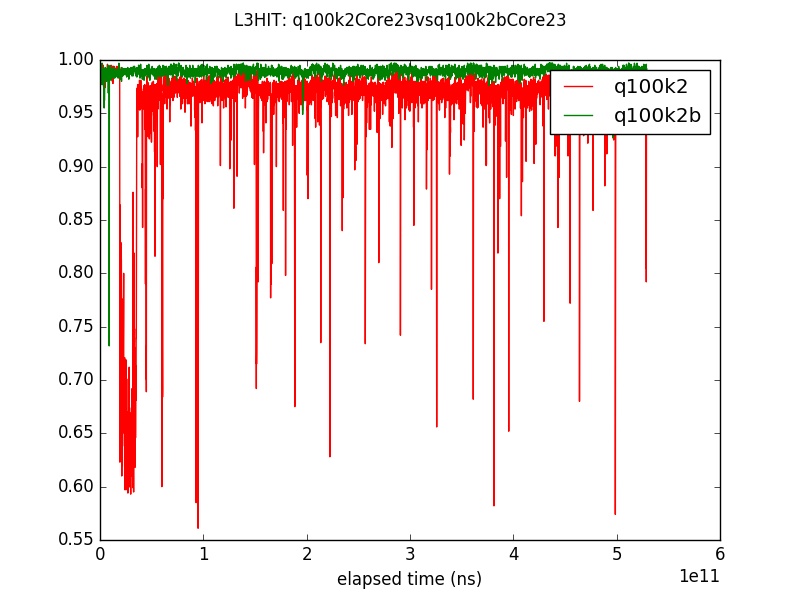 L3HIT: q100k2Core23vsq100k2bCore23
1.00
0.95
0.90
0.85
0.80
0.75
0.70
0.65
0.60
0.55
q100k2
q100k2b
0 1 2 3 4 5 6
1e11
elapsed time (ns)